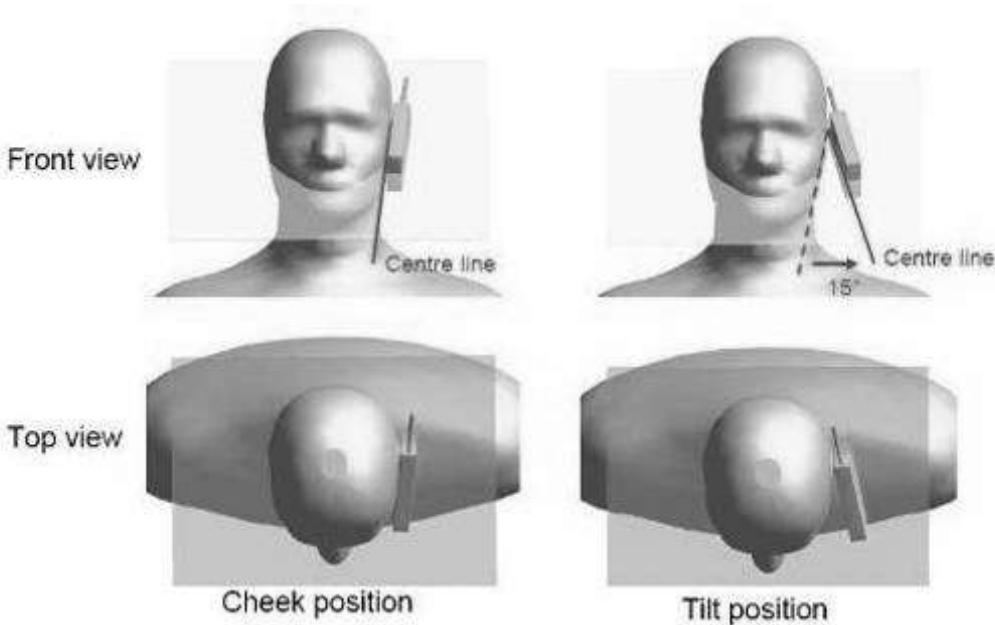 Front view
Centre line
Centre line
15°
Top view
Cheek position
Tilt position